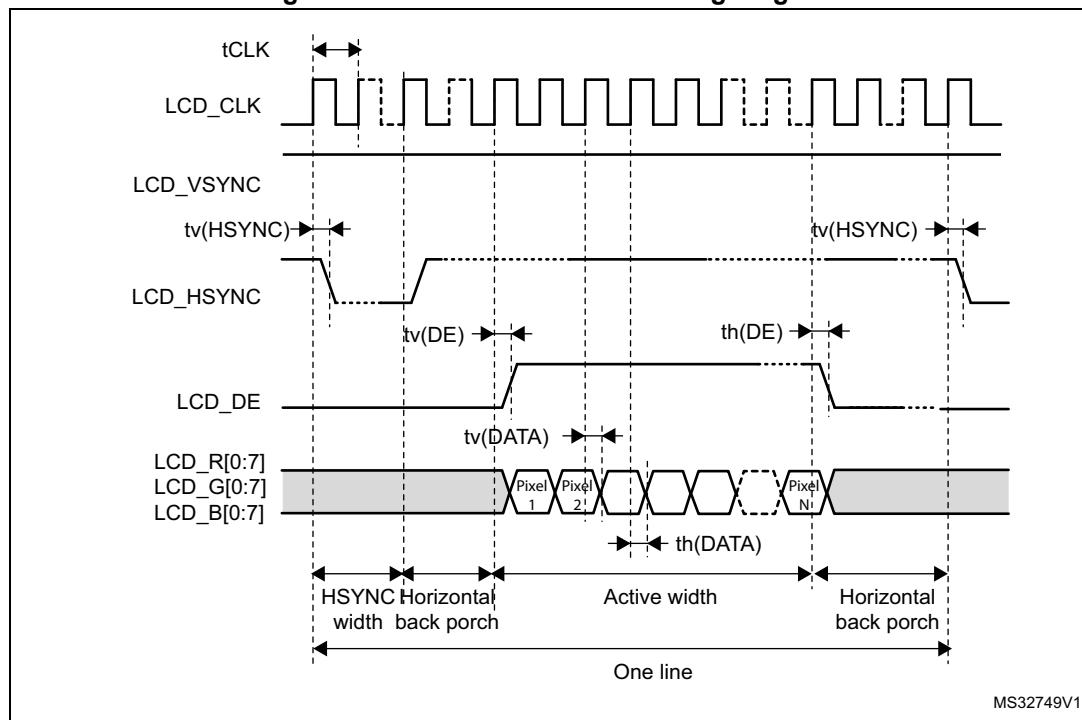 tCLK
LCD_CLK
LCD_VSYNC
tv(HSYNC)
tv(HSYNC)
LCD_HSYNC
tv(DE)
th(DE)
LCD_DE
tv(DATA)
LCD_R[0:7]
LCD_G[0:7]
LCD_B[0:7]
Pixel
1
Pixel
2
Pixel
N
th(DATA)
HSYNC
width
Horizontal
back porch
Active width
Horizontal
back porch
One line
MS32749V1